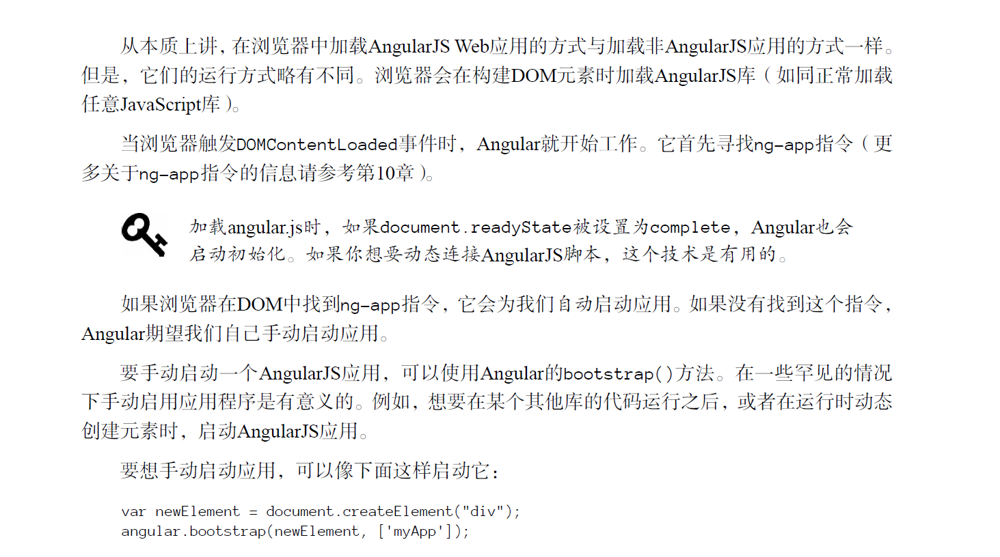 从本质上讲，在浏览器中加载AngularJS Web应用的方式与加载非AngularJS应用的方式一样。
但是，它们的运行方式略有不同。浏览器会在构建DOM元素时加载AngularJS库（如同正常加载
任意JavaScript库）。
当浏览器触发DOMContentLoaded事件时，Angular就开始工作。它首先寻找ng-app指令（更
多关于ng-app指令的信息请参考第10章）。
加载angular.js时，如果document.readyState被设置为complete，Angular也会
启动初始化。如果你想要动态连接AngularJS脚本，这个技术是有用的。
如果浏览器在DOM中找到ng-app指令，它会为我们自动启动应用。如果没有找到这个指令，
Angular期望我们自己手动启动应用。
要手动启动一个AngularJS应用，可以使用Angular的bootstrap()方法。在一些罕见的情况
下手动启用应用程序是有意义的。例如，想要在某个其他库的代码运行之后，或者在运行时动态
创建元素时，启动AngularJS应用。
要想手动启动应用，可以像下面这样启动它：
var newElement = document.createElement("div");
angular.bootstrap(newElement, ['myApp']);